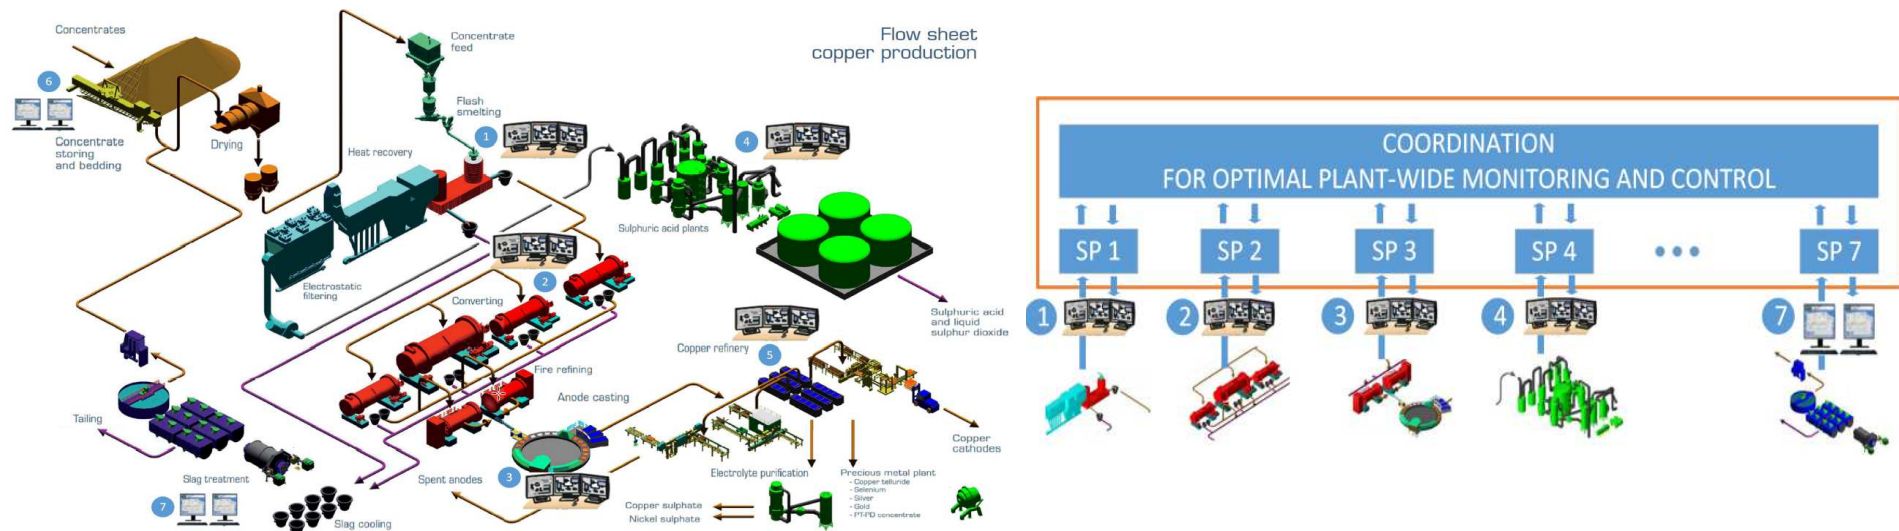 Flow sheet
copper production
Concentrates
6
Concentrate
storing
and bedding
Drying
Concentrate
feed
Flash
smelting
1
Heat recovery
Electrostatic
filtering
4
Sulphuric acid plants
Sulphuric acid
and liquid
sulphur dioxide
2
Converting
Fire refining
Copper refinery
5
Anode casting
3
Spent anodes
Tailing
Slag treatment
7
Slag cooling
Electrolyte purification
Copper sulphate
Nickel sulphate
Precious metal plant
- Copper telluride
- Selenium
- Silver
- Gold
- PT-PD concentrate
Copper
cathodes
COORDINATION
FOR OPTIMAL PLANT-WIDE MONITORING AND CONTROL
SP 1
SP 2
SP 3
SP 4
SP 7
1
2
3
4
7